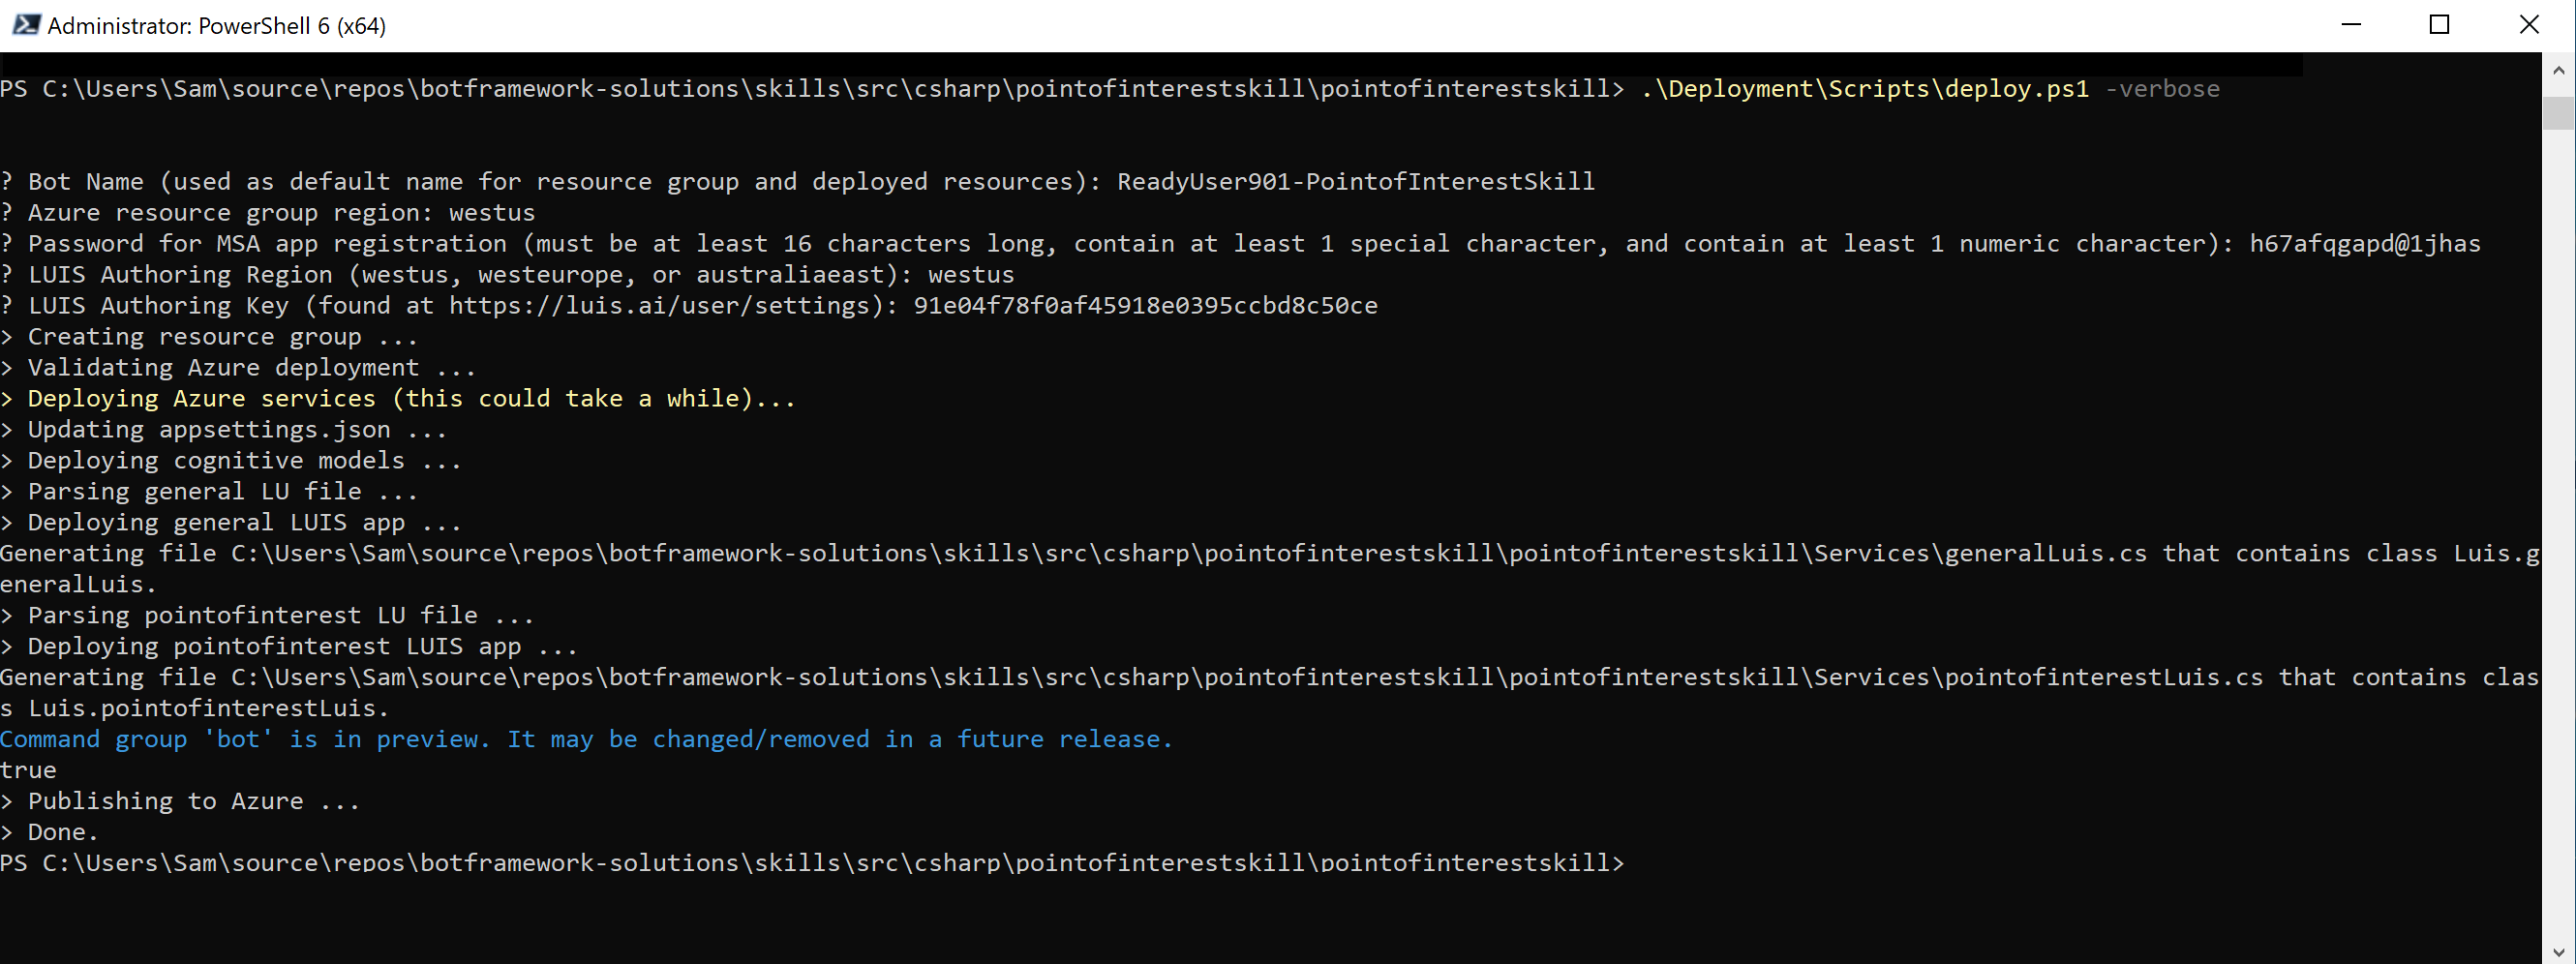 Administrator: PowerShell 6 (x64)
PS C:\Users\Sam\source\repos\botframework-solutions\skills\src\csharp\pointofinterestskill\pointofinterestskill> .\Deployment\Scripts\deploy.ps1 -verbose
? Bot Name (used as default name for resource group and deployed resources): ReadyUser901-PointofInterestSkill
? Azure resource group region: westus
? Password for MSA app registration (must be at least 16 characters long, contain at least 1 special character, and contain at least 1 numeric character): h67afqgapd@1jhas
? LUIS Authoring Region (westus, westeurope, or australiaeast): westus
? LUIS Authoring Key (found at https://luis.ai/user/settings): 91e04f78f0af45918e0395ccbd8c50ce
> Creating resource group ...
> Validating Azure deployment ...
> Deploying Azure services (this could take a while)...
> Updating appsettings.json ...
> Deploying cognitive models ...
> Parsing general LU file ...
> Deploying general LUIS app ...
Generating file C:\Users\Sam\source\repos\botframework-solutions\skills\src\csharp\pointofinterestskill\pointofinterestskill\Services\generalLuis.cs that contains class Luis.g
eneralLuis.
> Parsing pointofinterest LU file ...
> Deploying pointofinterest LUIS app ...
Generating file C:\Users\Sam\source\repos\botframework-solutions\skills\src\csharp\pointofinterestskill\pointofinterestskill\Services\pointofinterestLuis.cs that contains clas
s Luis.pointofinterestLuis.
Command group 'bot' is in preview. It may be changed/removed in a future release.
true
> Publishing to Azure ...
> Done.
PS C:\Users\Sam\source\repos\botframework-solutions\skills\src\csharp\pointofinterestskill\pointofinterestskill>